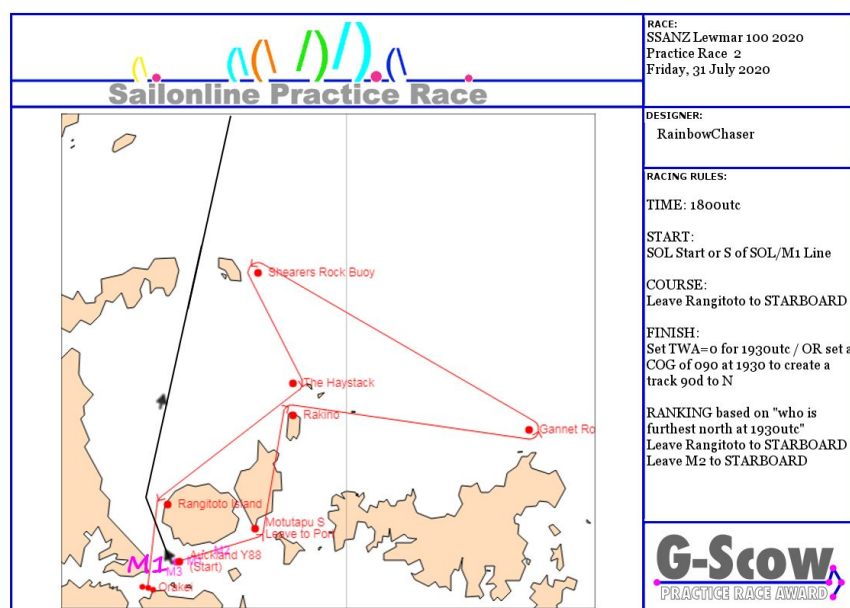 Sailonline Practice Race
RACE:
SSANZ Lewmar 100 2020
Practice Race 2
Friday, 31 July 2020
DESIGNER:
RainbowChaser
RACING RULES:
TIME: 1800utc
START:
SOL Start or S of SOL/M1 Line
COURSE:
Leave Rangitoto to STARBOARD
FINISH:
Set TWA=0 for 1930utc / OR set a
COG of 090 at 1930 to create a
track 90d to N
RANKING based on "who is
furthest north at 1930utc"
Leave Rangitoto to STARBOARD
Leave M2 to STARBOARD
Shearers Rock Buoy
The Haystack
Rakino
Gannet Ro
Rangitoto Island
Motutapu S
Leave to Port
M2
M1
Auckland Y88
(Start)
M3
Orakei
G-Scow
PRACTICE RACE AWARD